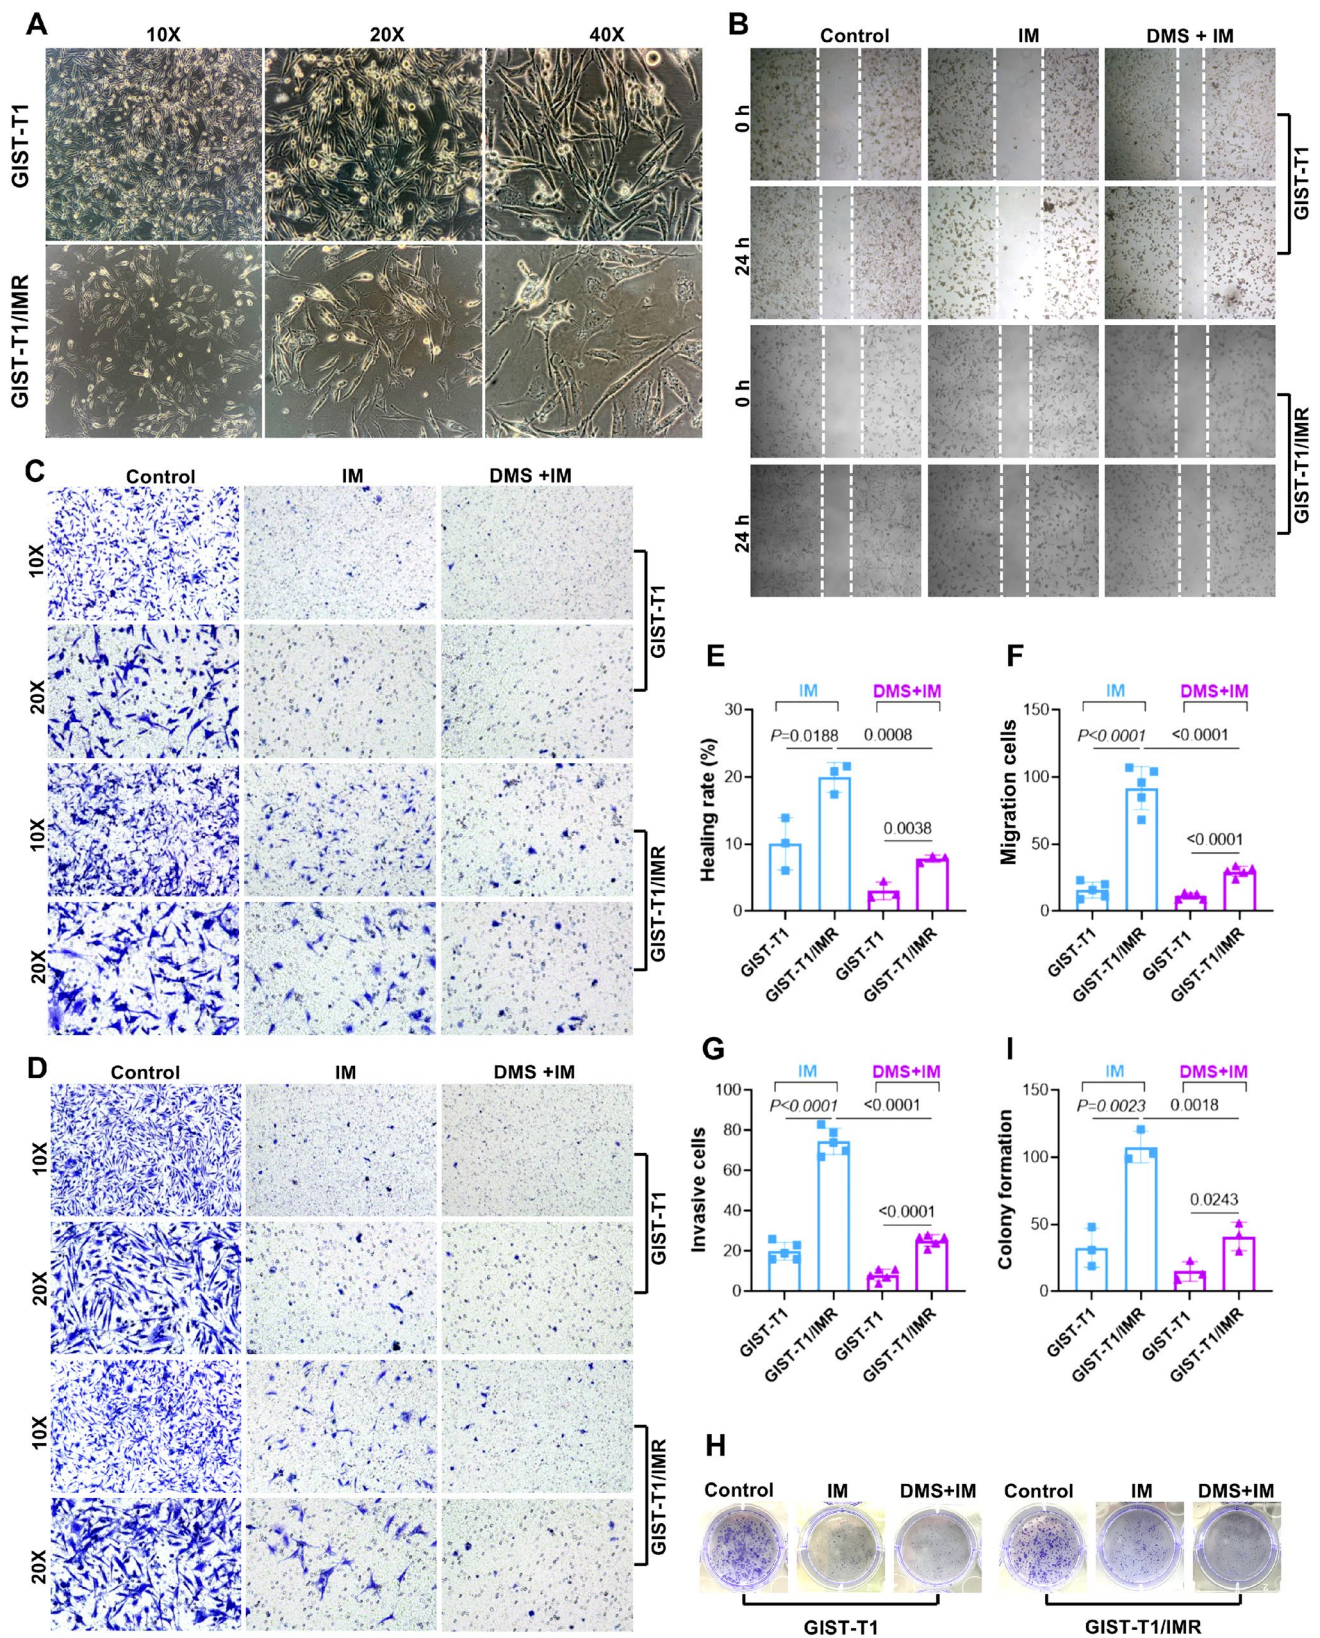 A
10X 20X 40X
GIST-T1
GIST-T1/IMR
B
Control IM DMS + IM
0 h
24 h
GIST-T1
0 h
24 h
GIST-T1/IMR
C
Control IM DMS +IM
10X
20X
GIST-T1
10X
20X
GIST-T1/IMR
D
Control IM DMS +IM
10X
20X
GIST-T1
10X
20X
GIST-T1/IMR
E
IM DMS+IM
Healing rate (%)
30
20
10
0
P=0.0188 0.0008
0.0038
GIST-T1 GIST-T1/IMR GIST-T1 GIST-T1/IMR
F
IM DMS+IM
Migration cells
150
100
50
0
P<0.0001 <0.0001
<0.0001
GIST-T1 GIST-T1/IMR GIST-T1 GIST-T1/IMR
G
IM DMS+IM
Invasive cells
100
80
60
40
20
0
P<0.0001 <0.0001
<0.0001
GIST-T1 GIST-T1/IMR GIST-T1 GIST-T1/IMR
I
IM DMS+IM
Colony formation
150
100
50
0
P=0.0023 0.0018
0.0243
GIST-T1 GIST-T1/IMR GIST-T1 GIST-T1/IMR
H
Control IM DMS+IM Control IM DMS+IM
GIST-T1 GIST-T1/IMR